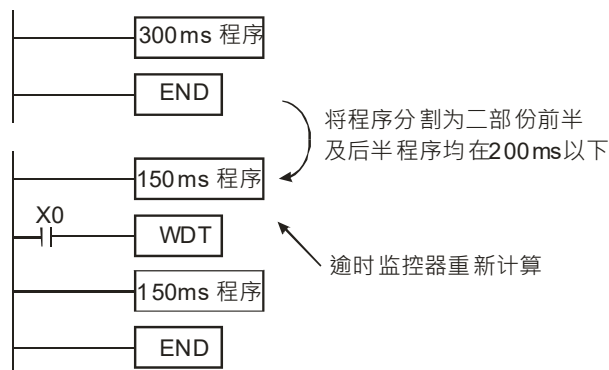 300ms 程序
END
将程序分割为二部份前半
及后半程序均在200ms以下
150ms 程序
X0
WDT
逾时监控器重新计算
150ms 程序
END